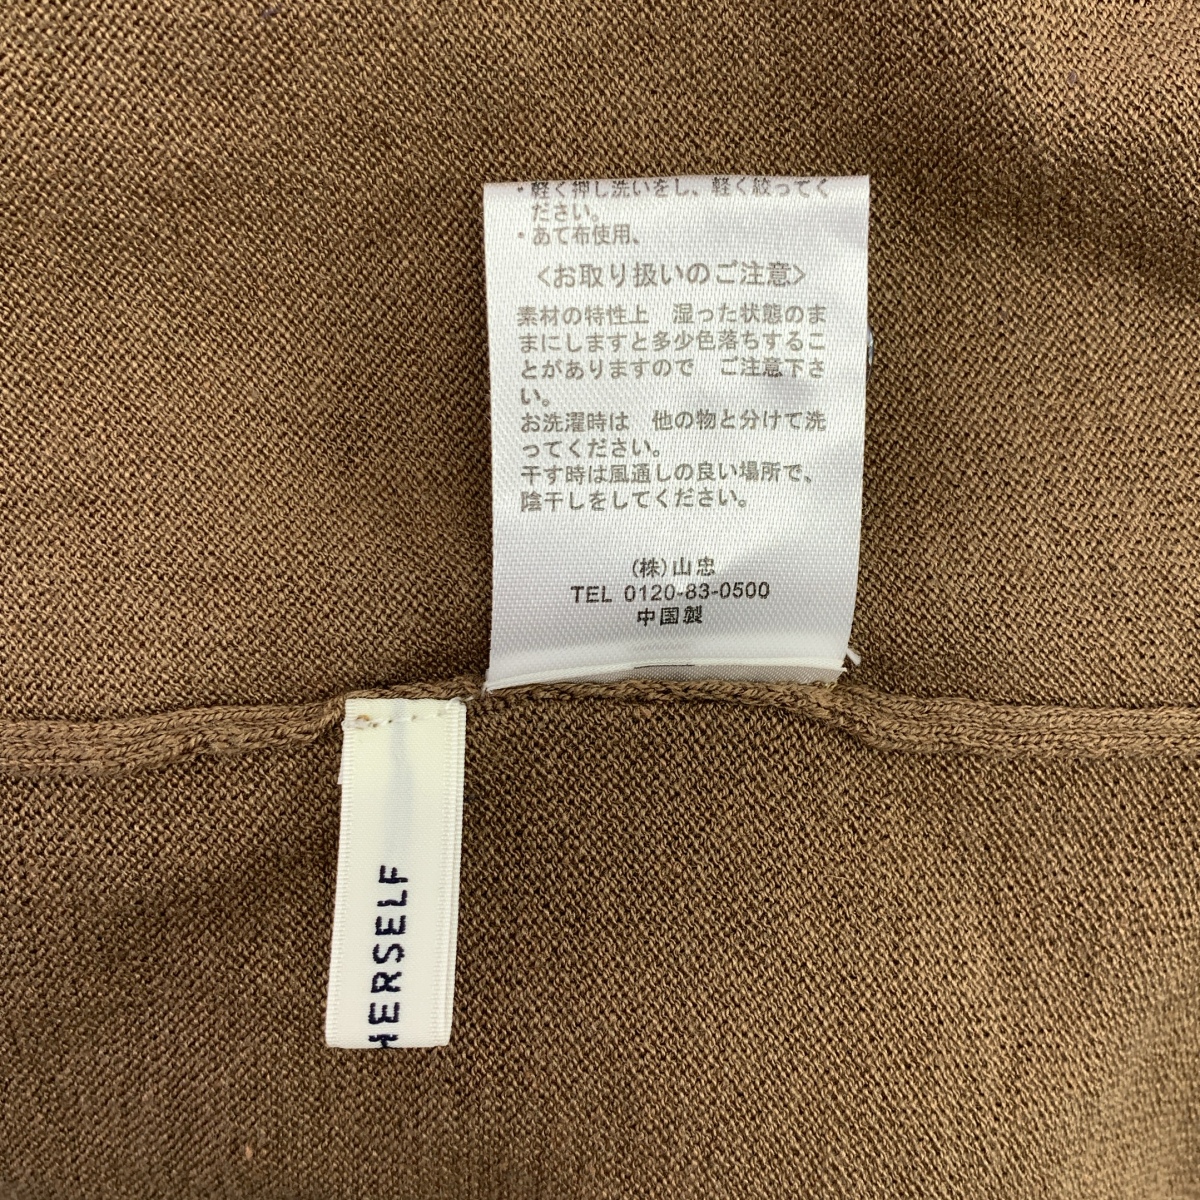 ・軽く押し洗いをし、軽く絞ってく
ださい。
・あて布使用、
<お取り扱いのご注意>
素材の特性上　湿った状態のま
まにしますと多少色落ちするこ
とがありますので　ご注意下さ
い。
お洗濯時は　他の物と分けて洗
ってください。
干す時は風通しの良い場所で、
陰干しをしてください。
(株)山忠
TEL 0120-83-0500
中国製
HERSELF